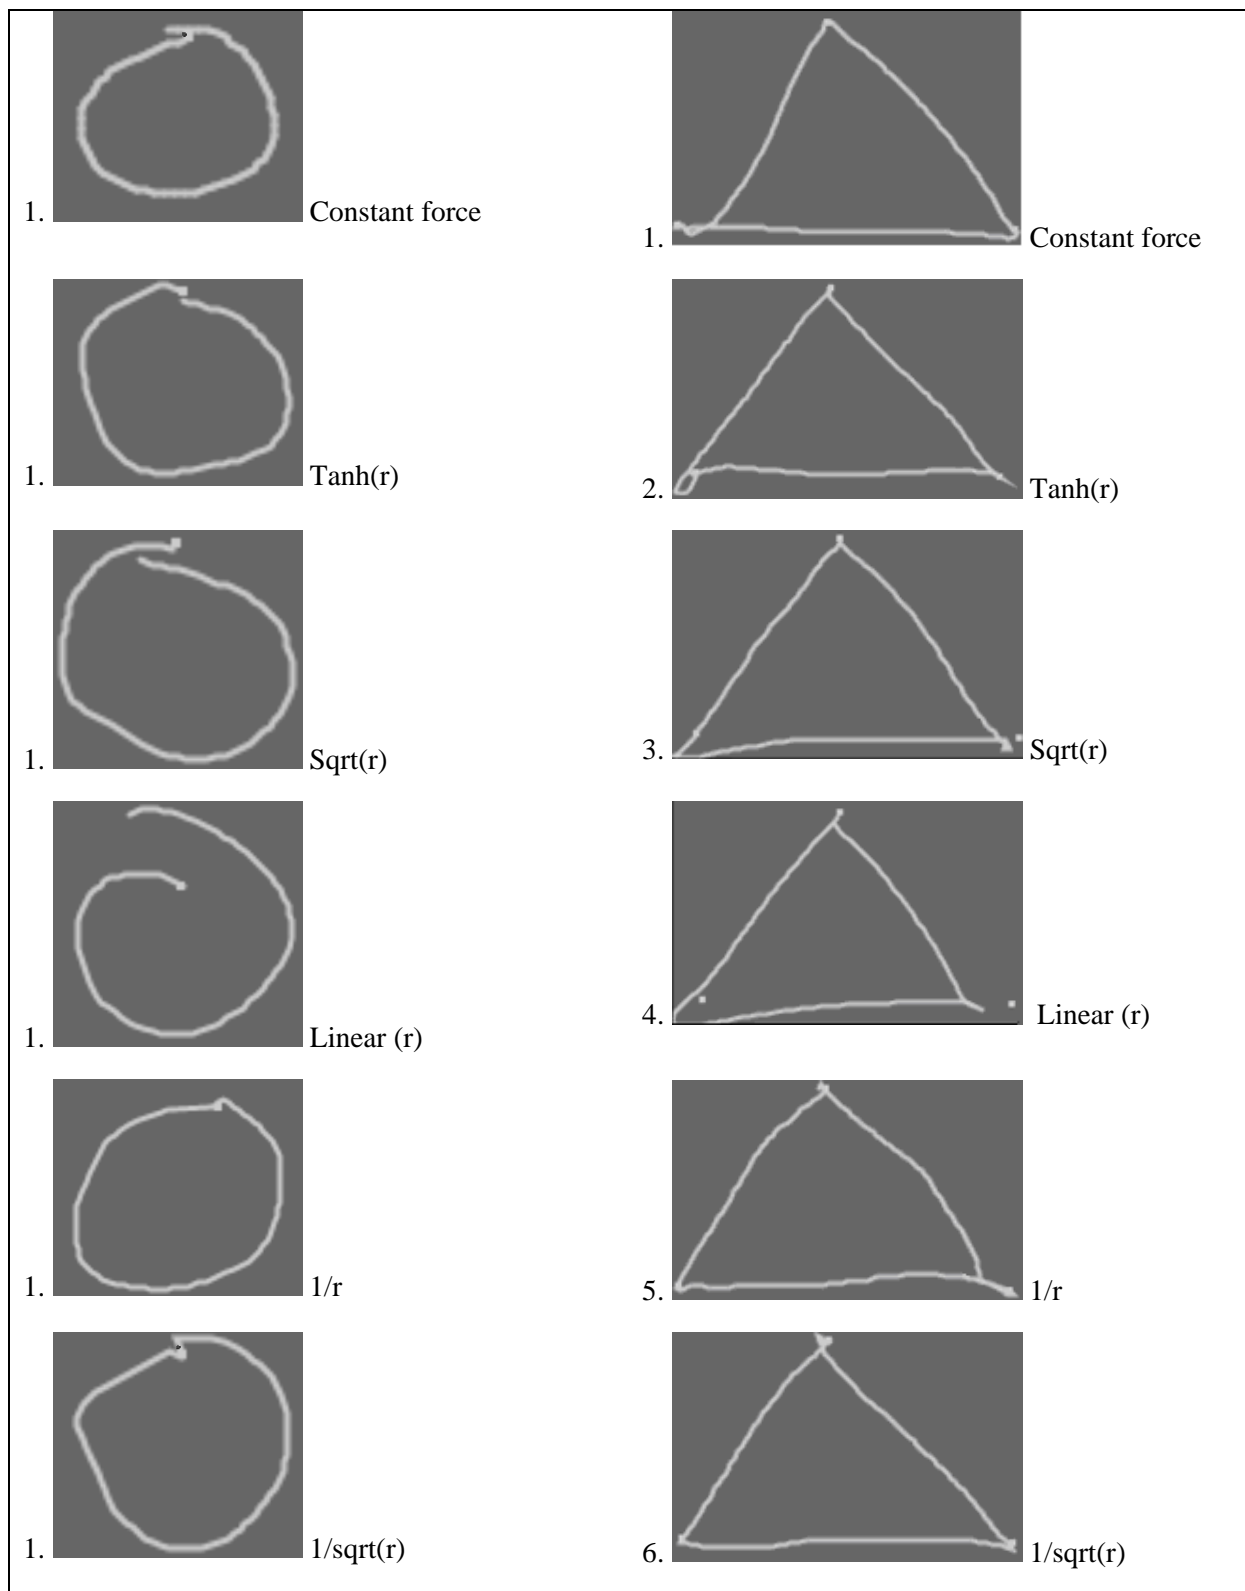 1. Constant force
1. Constant force
1. Tanh(r)
2. Tanh(r)
1. Sqrt(r)
3. Sqrt(r)
1. Linear (r)
4. Linear (r)
1. 1/r
5. 1/r
1. 1/sqrt(r)
6. 1/sqrt(r)